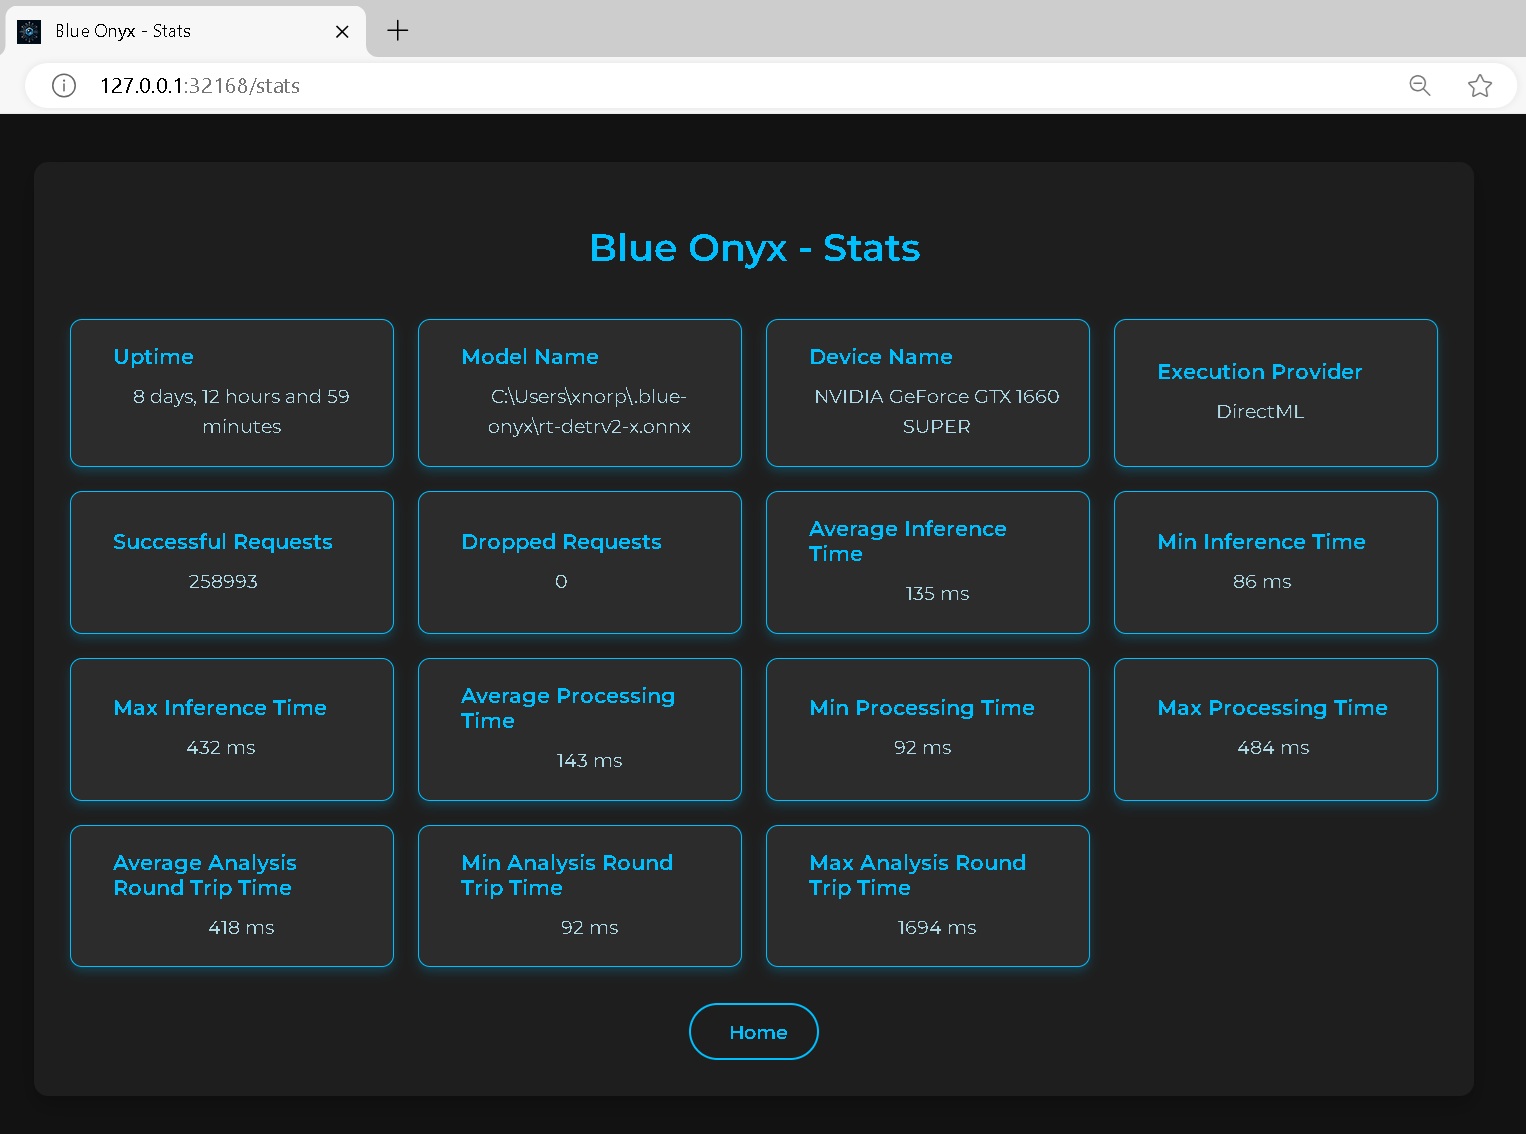 Blue Onyx - Stats
127.0.0.1:32168/stats
Blue Onyx - Stats
Uptime
8 days, 12 hours and 59
minutes
Model Name
C:\Users\xnorp\.blue-
onyx\rt-detrv2-x.onnx
Device Name
NVIDIA GeForce GTX 1660
SUPER
Execution Provider
DirectML
Successful Requests
258993
Dropped Requests
0
Average Inference
Time
135 ms
Min Inference Time
86 ms
Max Inference Time
432 ms
Average Processing
Time
143 ms
Min Processing Time
92 ms
Max Processing Time
484 ms
Average Analysis
Round Trip Time
418 ms
Min Analysis Round
Trip Time
92 ms
Max Analysis Round
Trip Time
1694 ms
Home